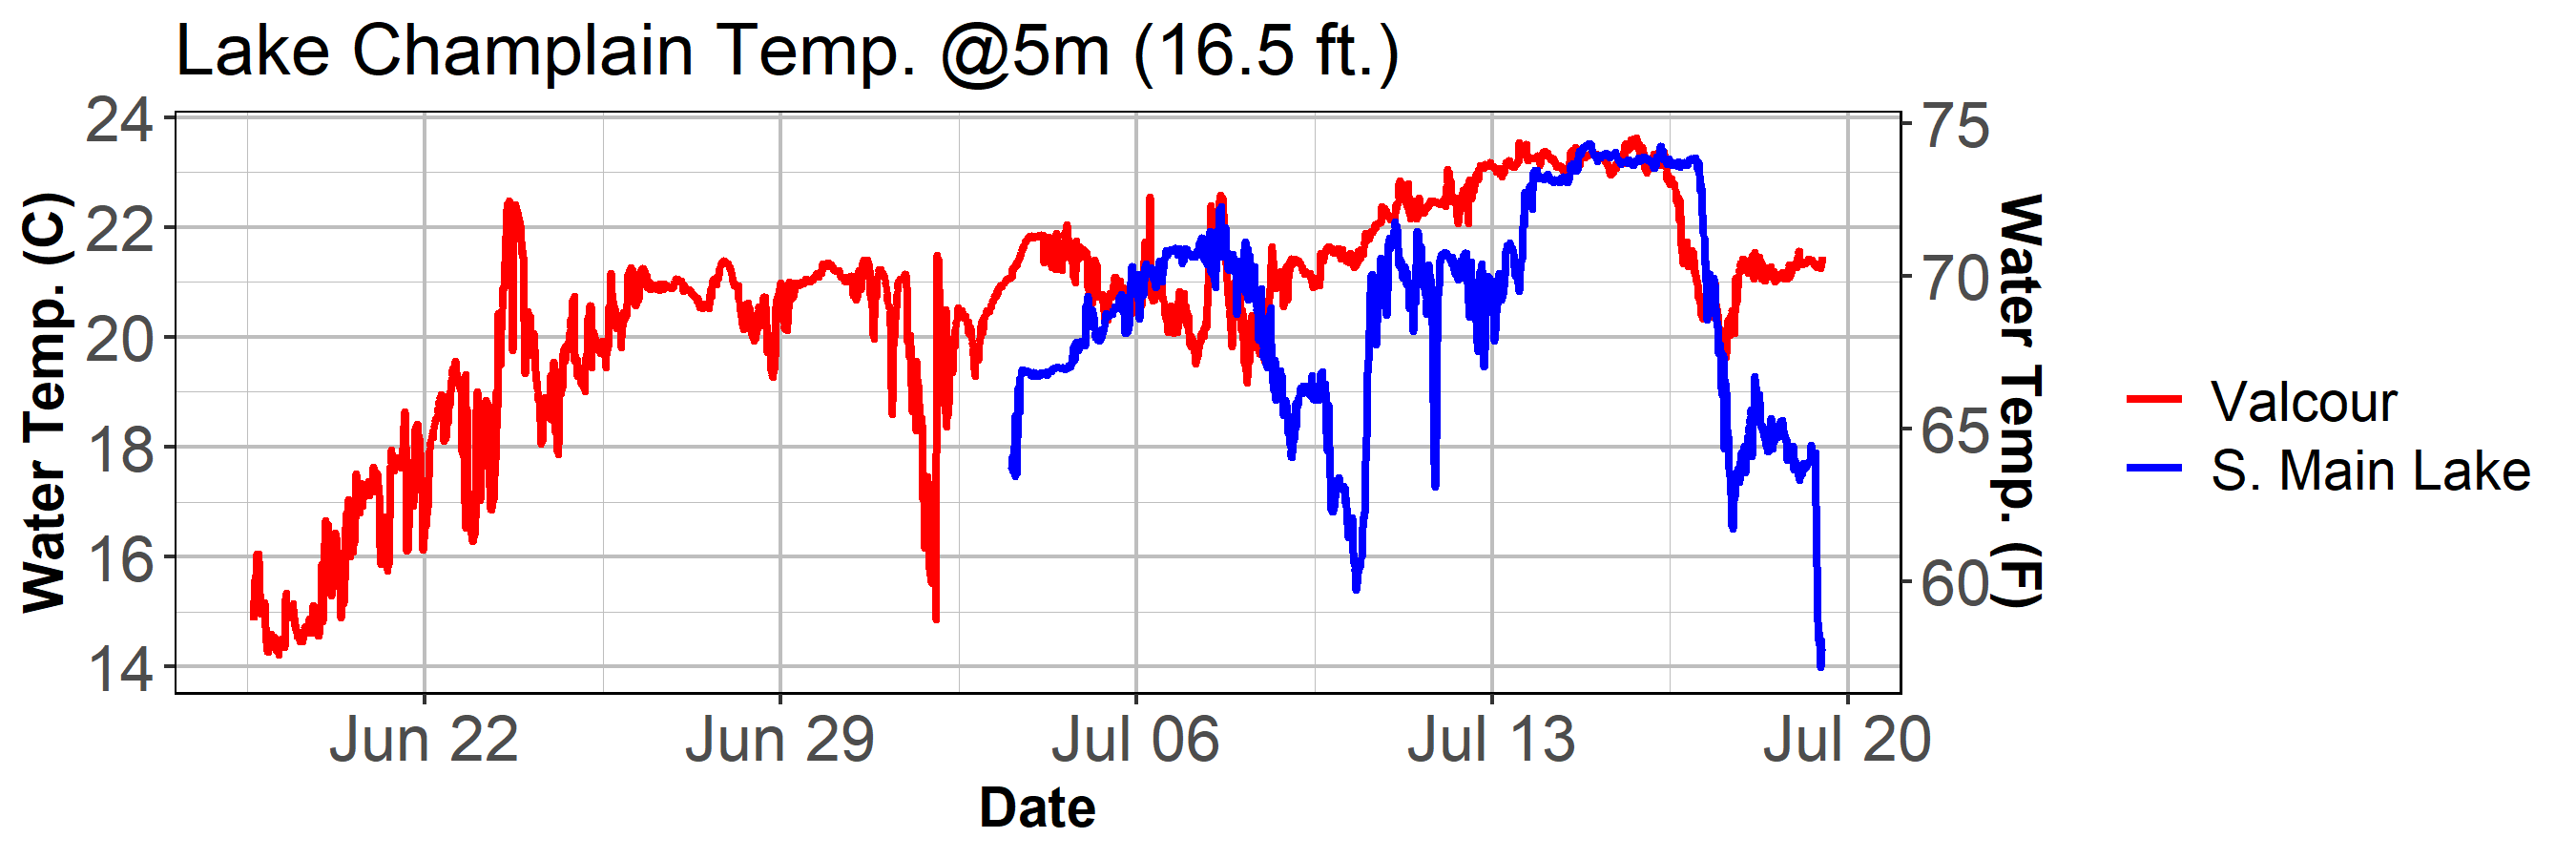 Lake Champlain Temp. @5m (16.5 ft.)
24
22
20
18
16
14
Water Temp. (C)
75
70
65
60
Water Temp. (F)
Jun 22
Jun 29
Jul 06
Jul 13
Jul 20
Date
Valcour
S. Main Lake